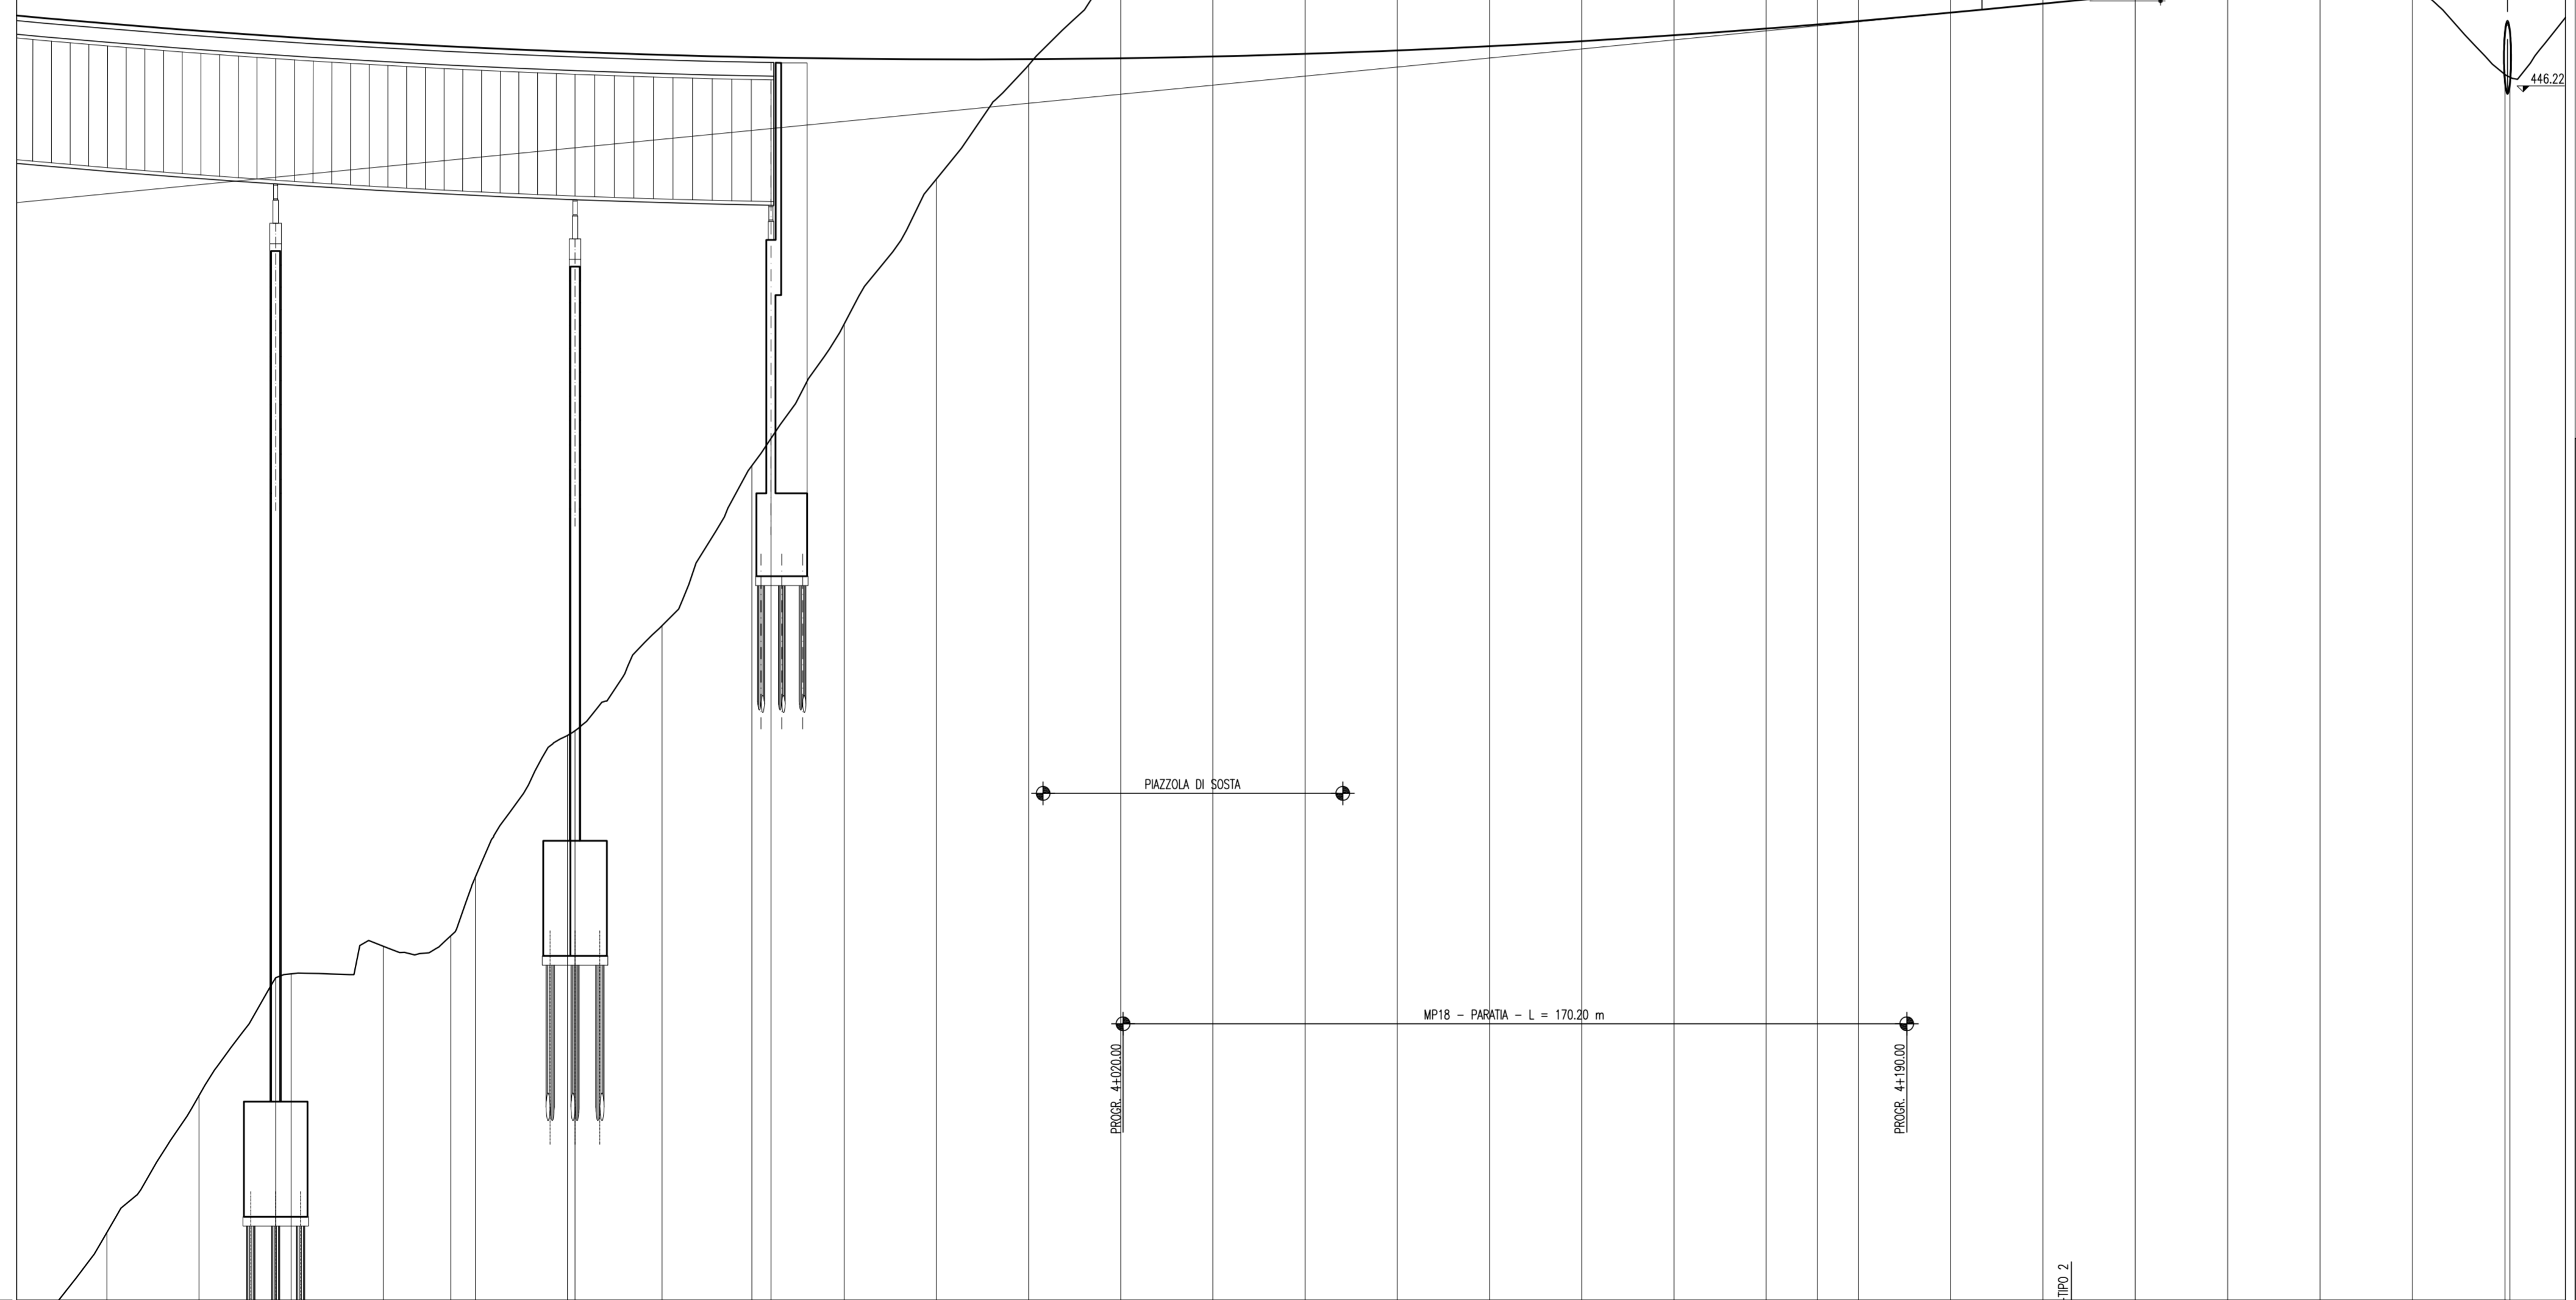 446.22
PIAZZOLA DI SOSTA
MP18 - PARATIA - L = 170.20 m
PROGR. 4+020.00
PROGR. 4+190.00
-TIPO 2